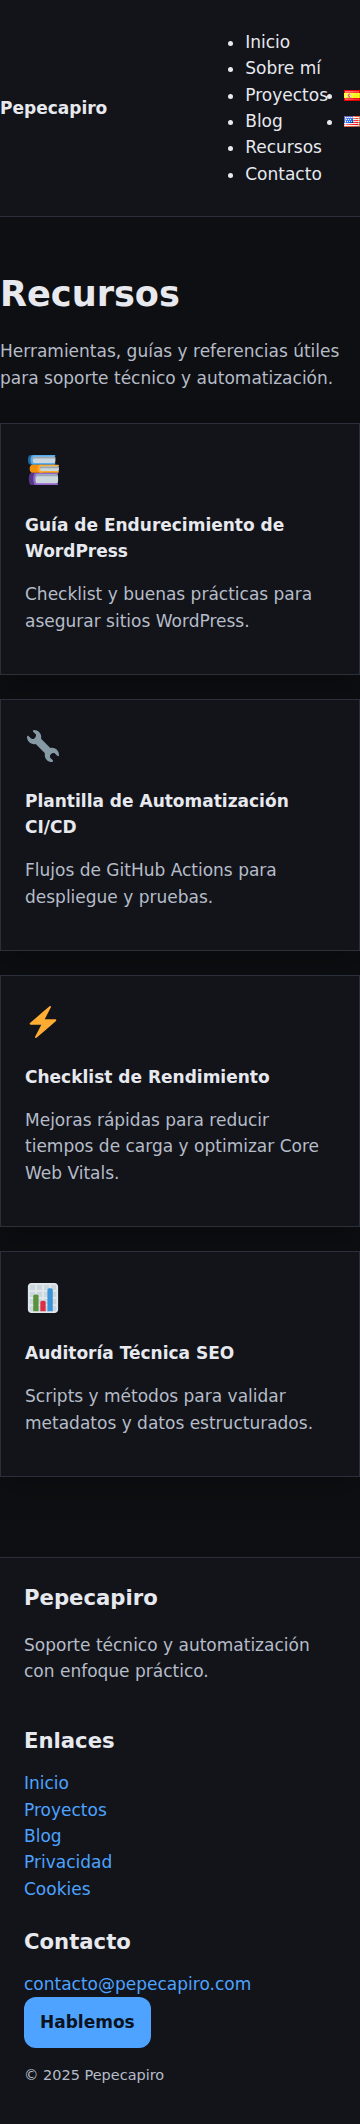 Pepecapiro
Inicio
Sobre mí
Proyectos
Blog
Recursos
Contacto
Recursos
Herramientas, guías y referencias útiles
para soporte técnico y automatización.
Guía de Endurecimiento de
WordPress
Checklist y buenas prácticas para
asegurar sitios WordPress.
Plantilla de Automatización
CI/CD
Flujos de GitHub Actions para
despliegue y pruebas.
Checklist de Rendimiento
Mejoras rápidas para reducir
tiempos de carga y optimizar Core
Web Vitals.
Auditoría Técnica SEO
Scripts y métodos para validar
metadatos y datos estructurados.
Pepecapiro
Soporte técnico y automatización
con enfoque práctico.
Enlaces
Inicio
Proyectos
Blog
Privacidad
Cookies
Contacto
contacto@pepecapiro.com
Hablemos
© 2025 Pepecapiro